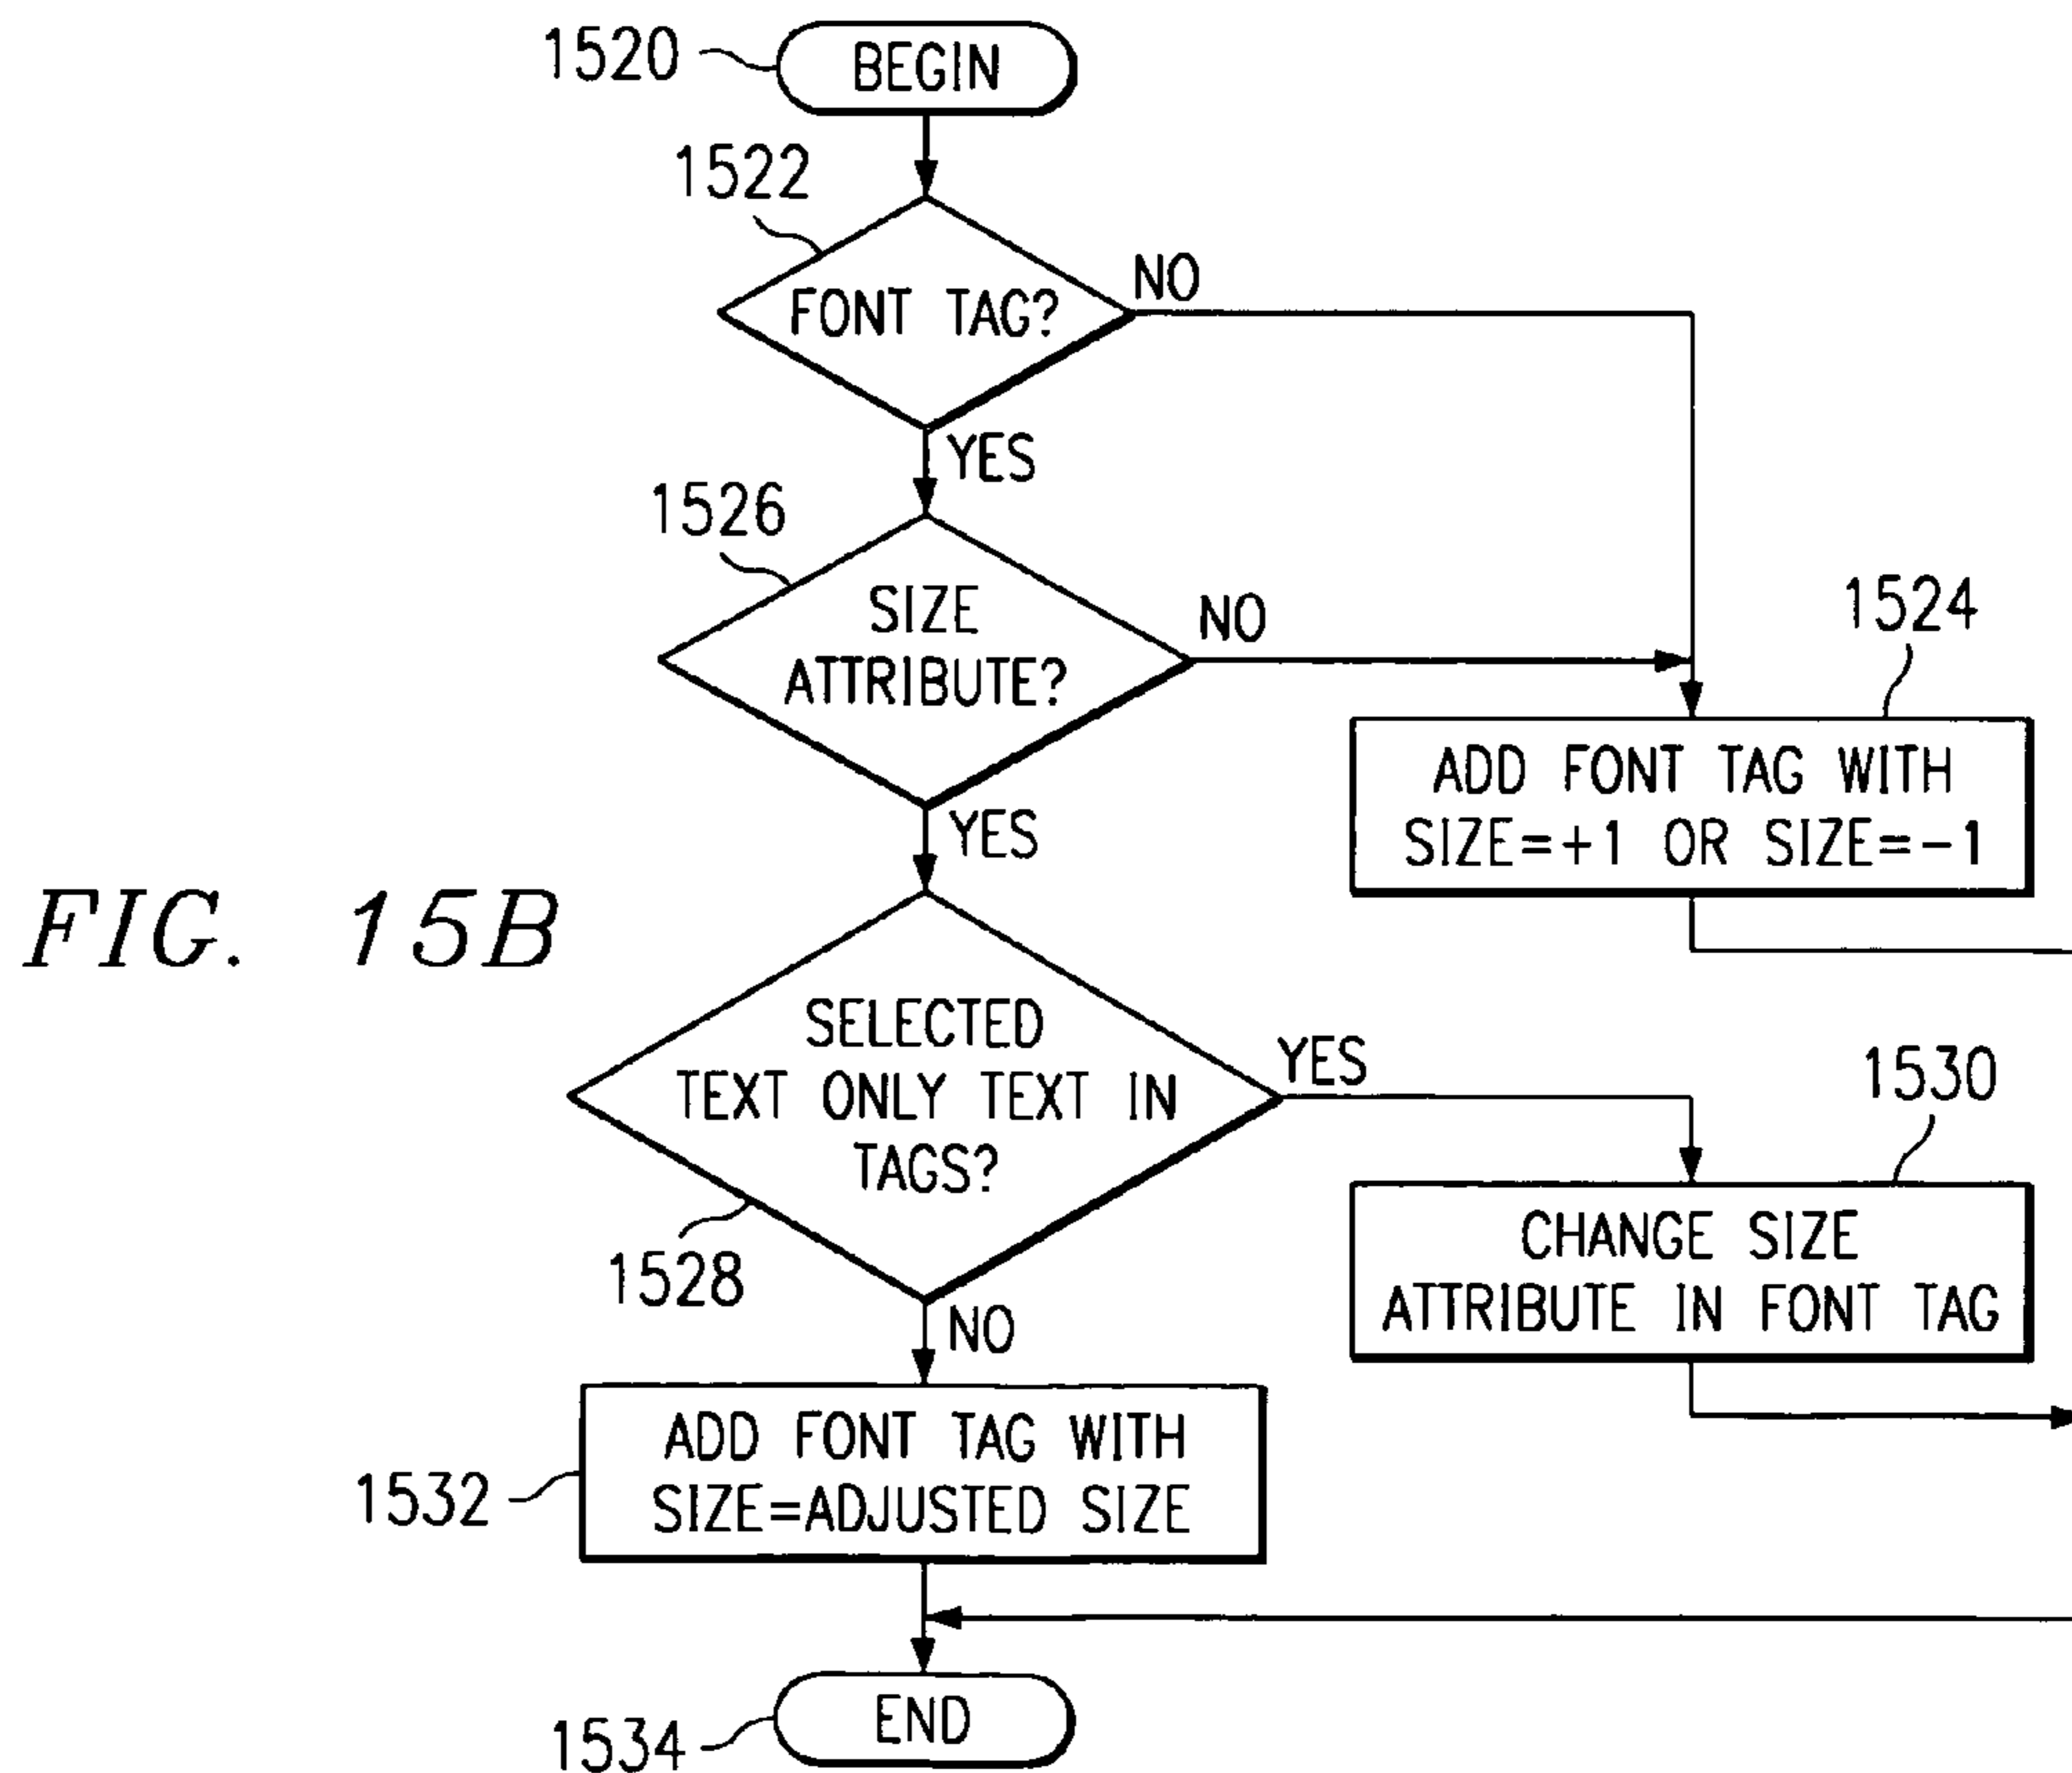 1520
BEGIN
1522
FONT TAG?
NO
YES
1526
SIZE
ATTRIBUTE?
NO
1524
ADD FONT TAG WITH
SIZE=+1 OR SIZE=-1
YES
FIG. 15B
SELECTED
TEXT ONLY TEXT IN
TAGS?
YES
1530
CHANGE SIZE
ATTRIBUTE IN FONT TAG
1528
NO
ADD FONT TAG WITH
SIZE=ADJUSTED SIZE
1532
END
1534